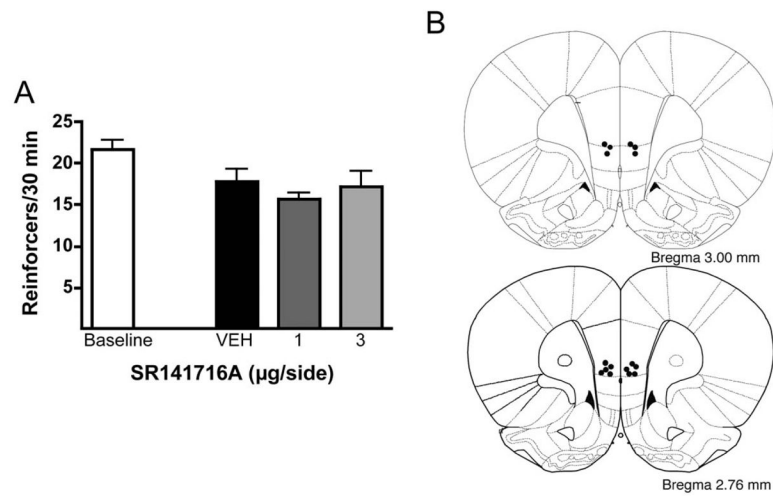 A
Reinforcers/30 min
25
20
15
10
5
Baseline
VEH
1
3
SR141716A (µg/side)
B
Bregma 3.00 mm
Bregma 2.76 mm